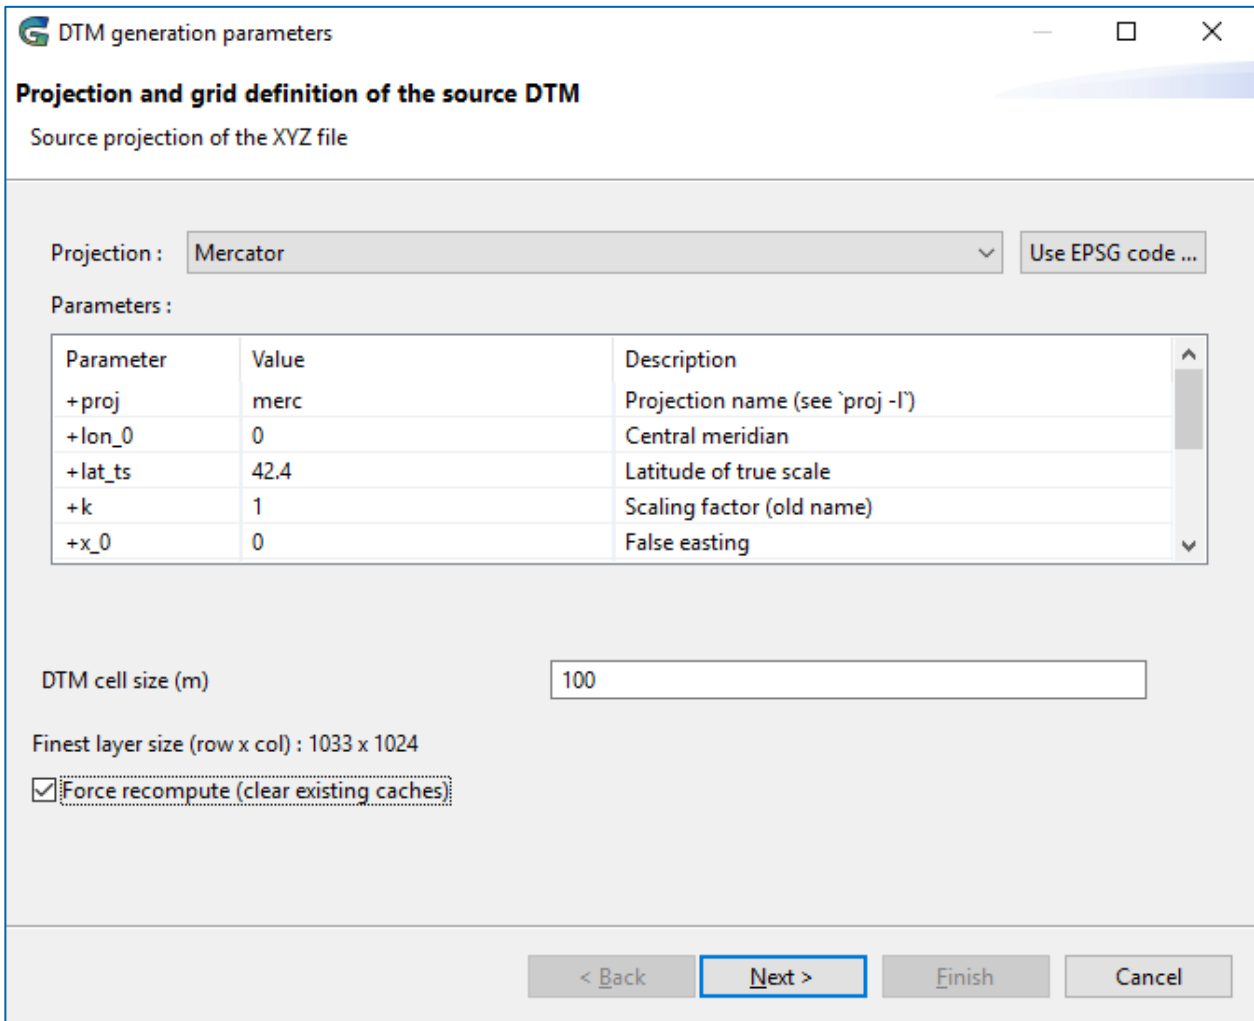 DTM generation parameters
Projection and grid definition of the source DTM
Source projection of the XYZ file
Projection : Mercator Use EPSG code ...
Parameters :
Parameter Value Description
+proj merc Projection name (see `proj -l`)
+lon_0 0 Central meridian
+lat_ts 42.4 Latitude of true scale
+k 1 Scaling factor (old name)
+x_0 0 False easting
DTM cell size (m) 100
Finest layer size (row x col) : 1033 x 1024
Force recompute (clear existing caches)
< Back Next > Finish Cancel